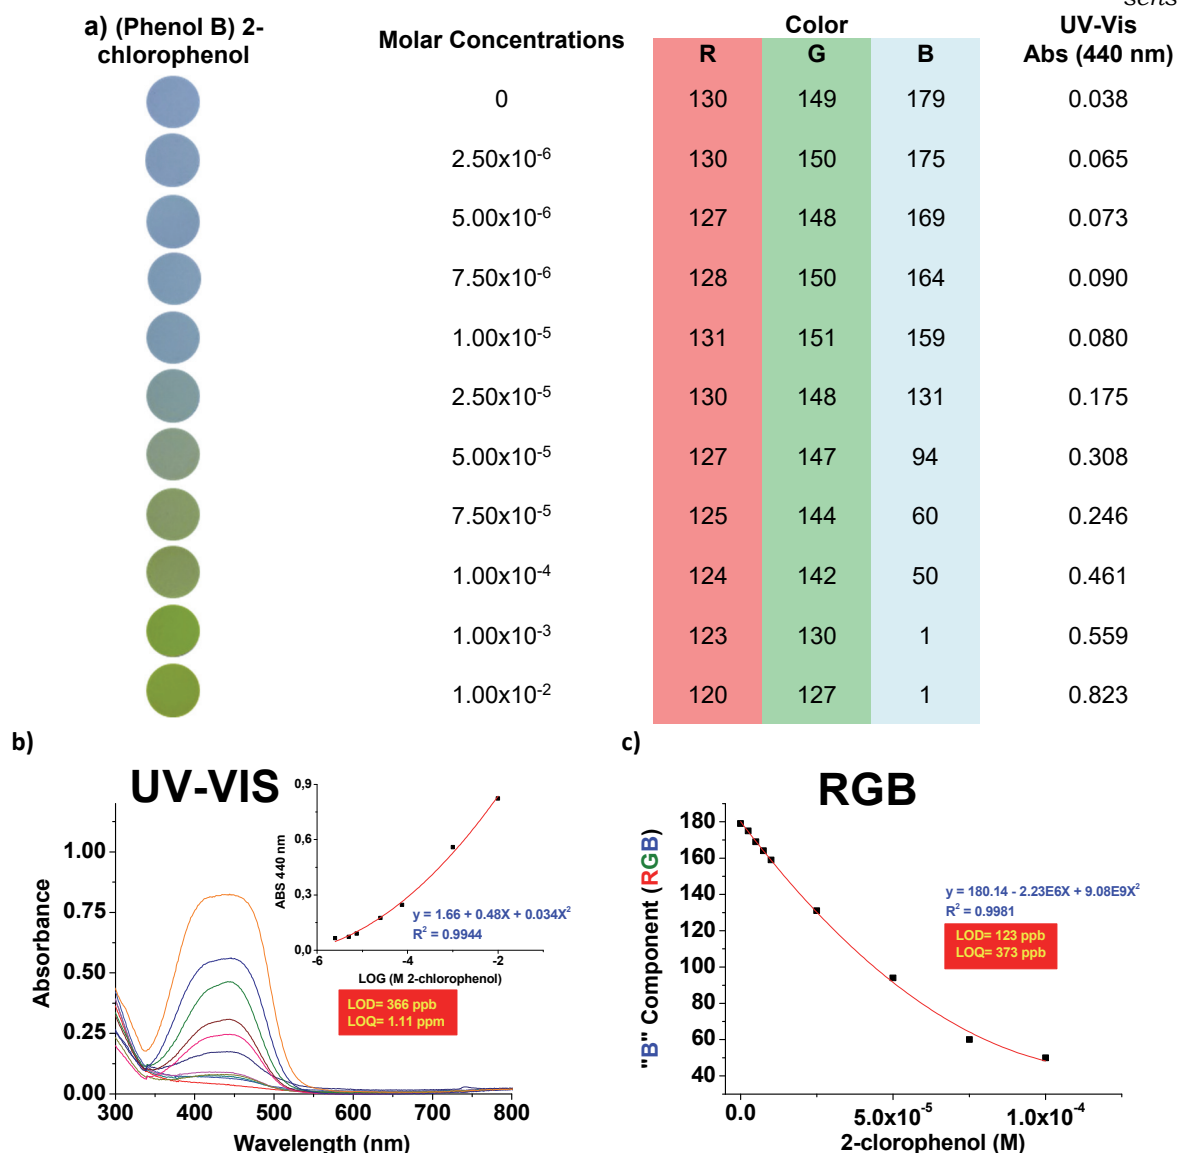 sens
a) (Phenol B) 2-
chlorophenol
Molar Concentrations
Color
R G B
UV-Vis
Abs (440 nm)
0 130 149 179 0.038
2.50x10-6 130 150 175 0.065
5.00x10-6 127 148 169 0.073
7.50x10-6 128 150 164 0.090
1.00x10-5 131 151 159 0.080
2.50x10-5 130 148 131 0.175
5.00x10-5 127 147 94 0.308
7.50x10-5 125 144 60 0.246
1.00x10-4 124 142 50 0.461
1.00x10-3 123 130 1 0.559
1.00x10-2 120 127 1 0.823
b)
UV-VIS
1.00
0.75
0.50
0.25
0.00
Absorbance
300 400 500 600 700 800
Wavelength (nm)
0,9
0,6
0,3
0,0
ABS 440 nm
-6 -4 -2
LOG (M 2-chlorophenol)
y = 1.66 + 0.48X + 0.034X2
R2 = 0.9944
LOD= 366 ppb
LOQ= 1.11 ppm
c)
RGB
180
160
140
120
100
80
60
40
"B" Component (RGB)
0.0 5.0x10-5 1.0x10-4
2-clorophenol (M)
y = 180.14 - 2.23E6X + 9.08E9X2
R2 = 0.9981
LOD= 123 ppb
LOQ= 373 ppb